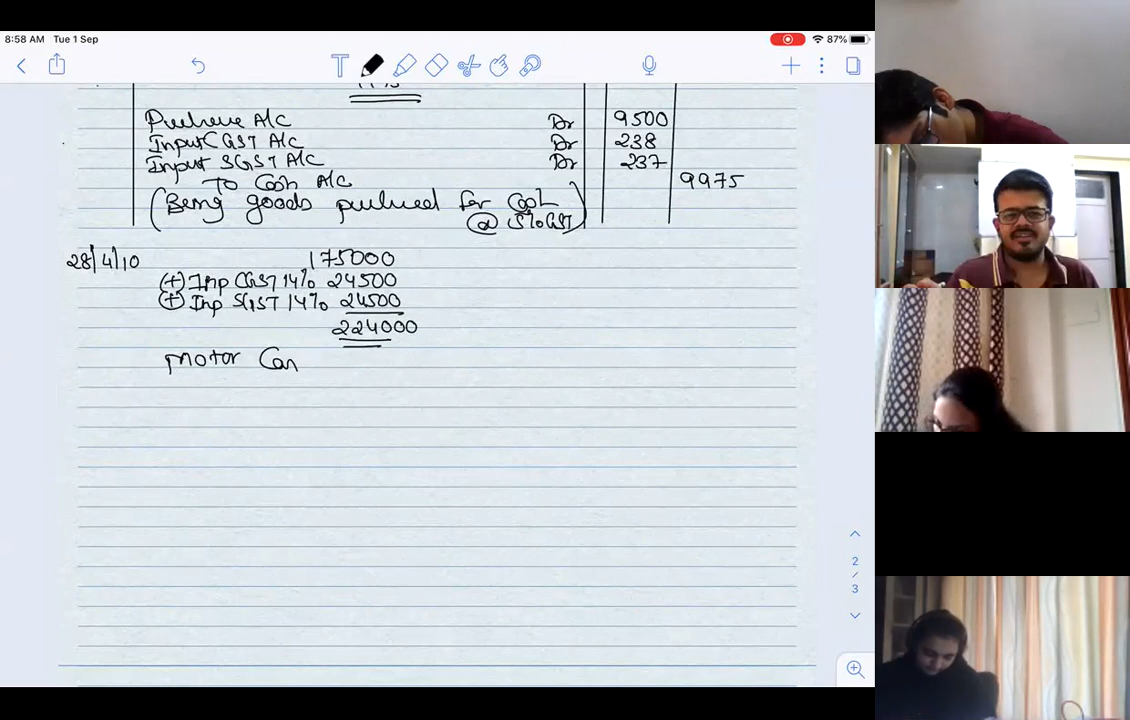 8:58 AM Tue 1 Sep
87%
T
Purchase A/c Dr 9500
Input CGST A/c Dr 238
Input SGST A/c Dr 237
To Cash A/c 9975
(Being goods purchased for Cash
@ 5% GST)
28/4/10 175000
(+) Inp CGST 14% 24500
(+) Inp SGST 14% 24500
224000
motor Car
2
/
3